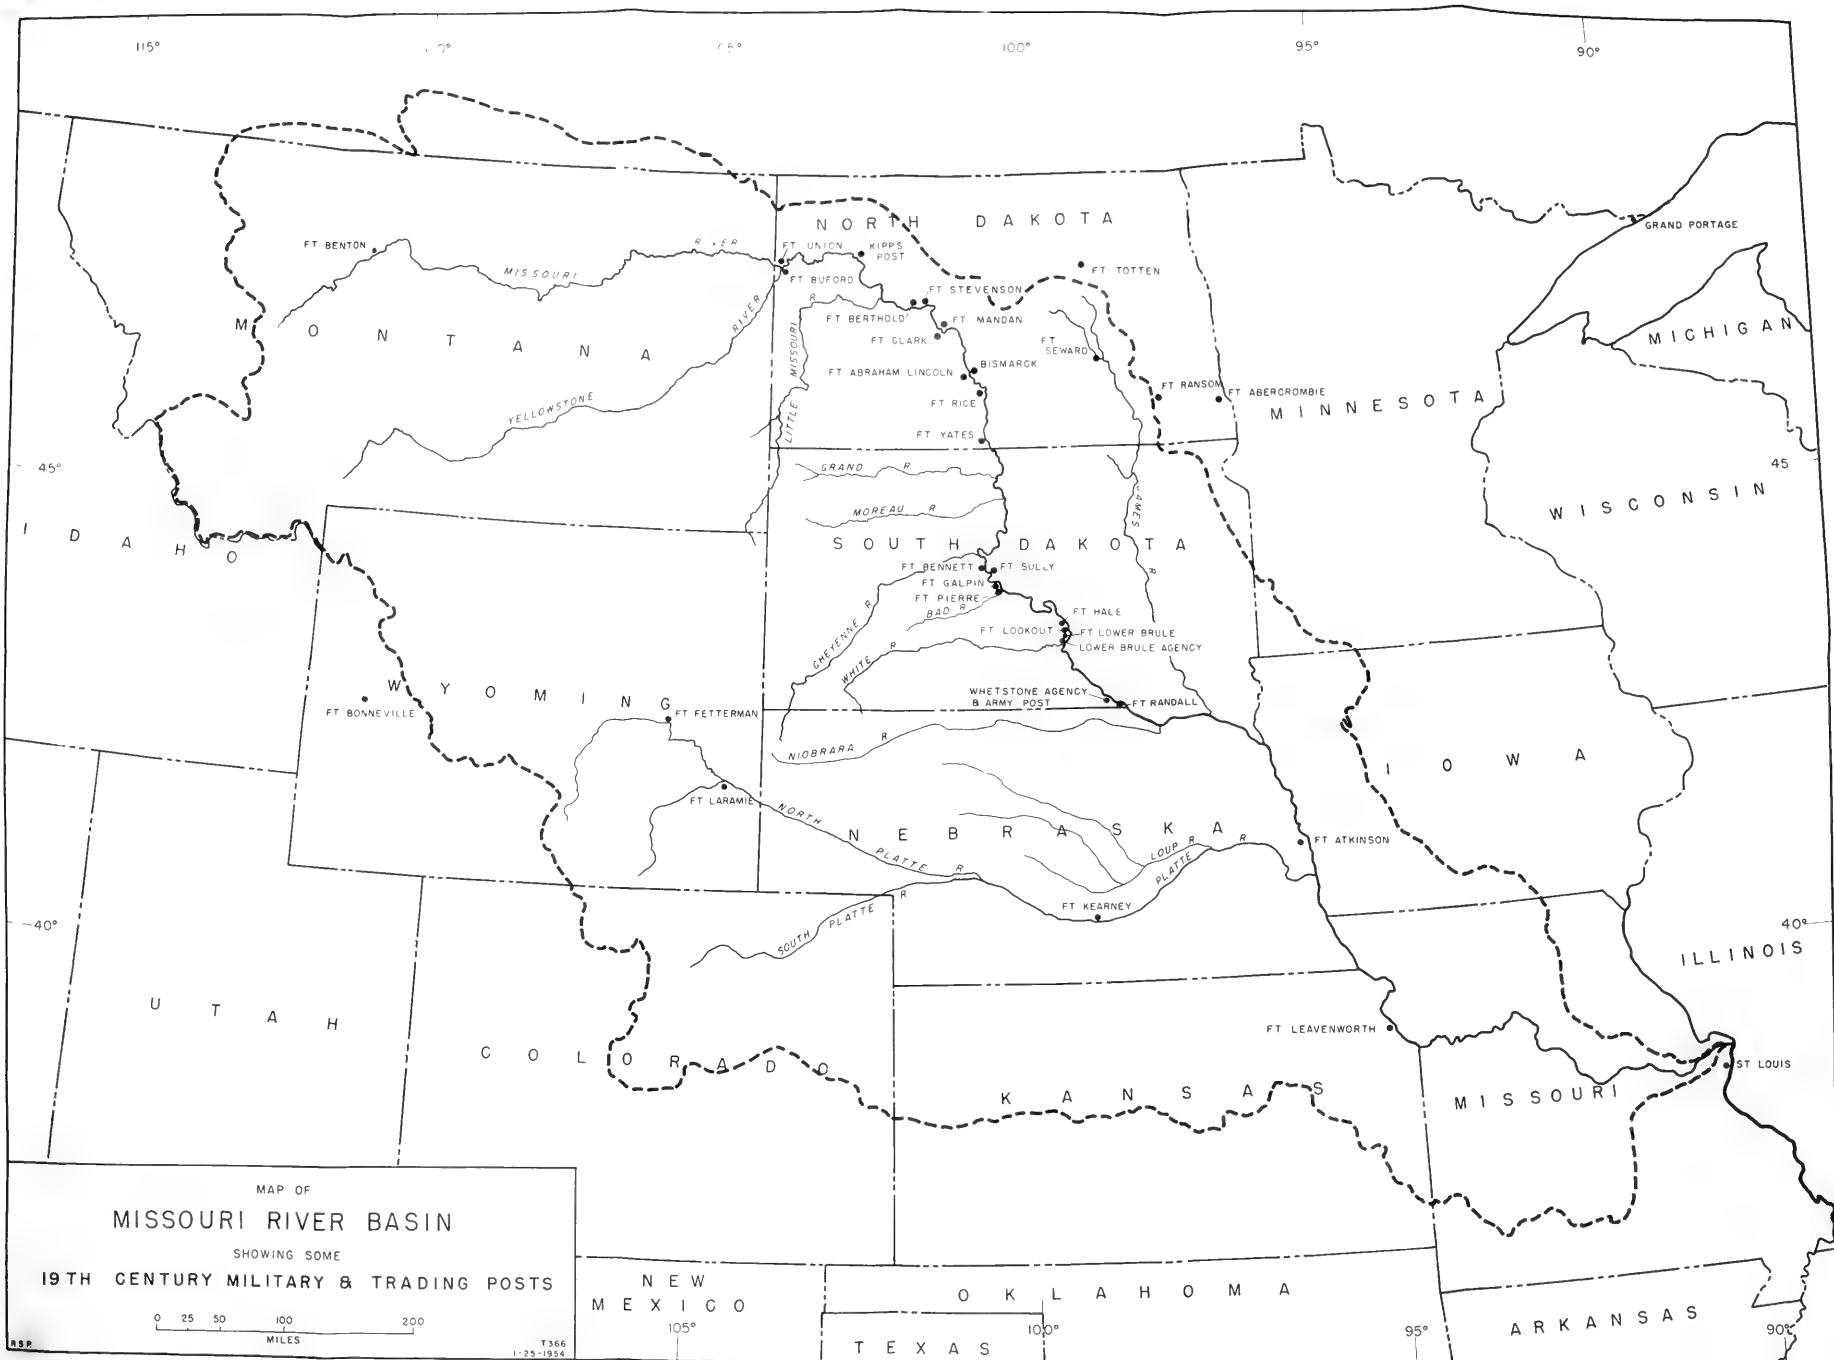 115°
100°
95°
90°
NORTH DAKOTA
GRAND PORTAGE
FT BENTON
RIVER
FT UNION
KIPPS
POST
MISSOURI
FT BUFORD
FT TOTTEN
R
FT STEVENSON
FT BERTHOLD
FT MANDAN
MONTANA
RIVER
LITTLE MISSOURI
FT CLARK
FT
SEWARD
MICHIGAN
FT ABRAHAM LINCOLN
BISMARCK
FT RANSOM
FT ABERCROMBIE
YELLOWSTONE
FT RICE
MINNESOTA
FT YATES
45°
GRAND R
45
MOREAU R
JAMES R
WISCONSIN
IDAHO
SOUTH DAKOTA
FT BENNETT
FT SULLY
FT GALPIN
FT PIERRE
BAD R
CHEYENNE R
FT HALE
FT LOOKOUT
FT LOWER BRULE
LOWER BRULE AGENCY
WHITE R
WYOMING
FT BONNEVILLE
FT FETTERMAN
WHETSTONE AGENCY
& ARMY POST
FT RANDALL
NIOBRARA R
IOWA
FT LARAMIE
NORTH PLATTE R
NEBRASKA
LOUP R
PLATTE R
FT ATKINSON
FT KEARNEY
SOUTH PLATTE R
40°
40°
ILLINOIS
UTAH
COLORADO
FT LEAVENWORTH
ST LOUIS
KANSAS
MISSOURI
MAP OF
MISSOURI RIVER BASIN
SHOWING SOME
19TH CENTURY MILITARY & TRADING POSTS
0 25 50 100 200
MILES
R.S.P.
T366
1-25-1954
NEW
MEXICO
OKLAHOMA
TEXAS
ARKANSAS
105°
100°
95°
90°